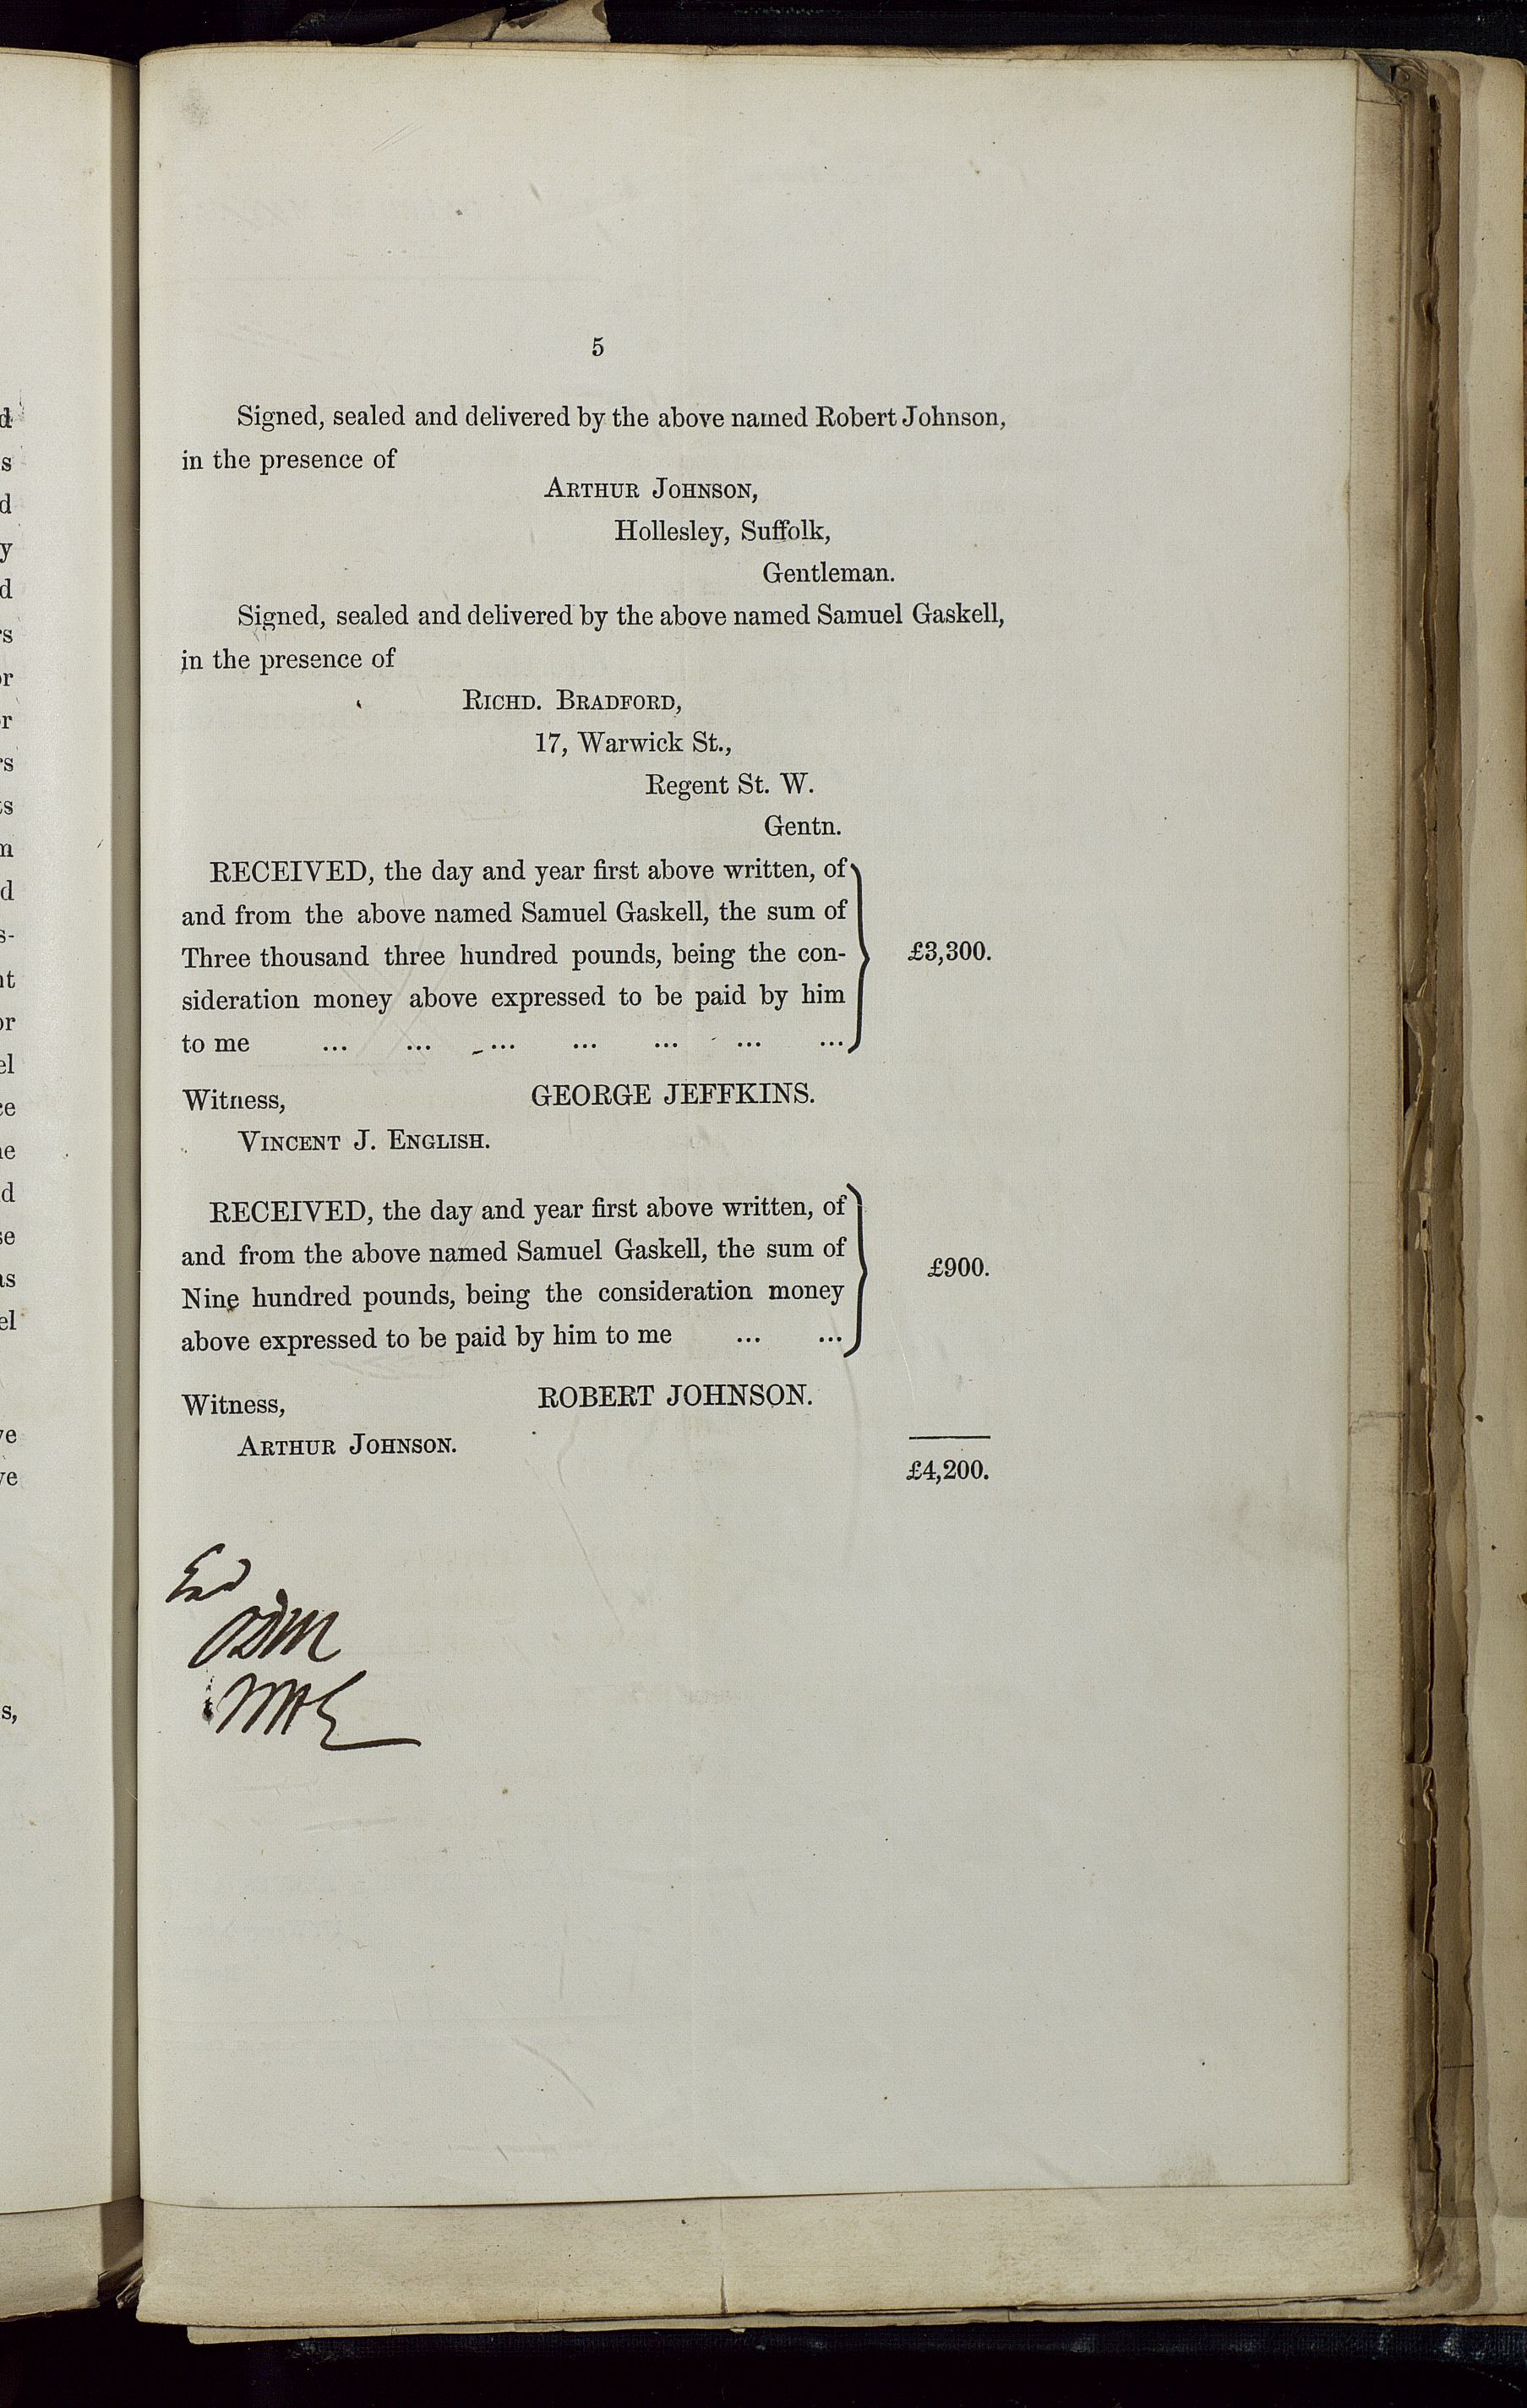 5
Signed, sealed and delivered by the above named Robert Johnson,
in the presence of
ARTHUR JOHNSON,
Hollesley, Suffolk,
Gentleman.
Signed, sealed and delivered by the above named Samuel Gaskell,
in the presence of
RICHD. BRADFORD,
17, Warwick St.,
Regent St. W.
Gentn.
RECEIVED, the day and year first above written, of
and from the above named Samuel Gaskell, the sum of
Three thousand three hundred pounds, being the con-
sideration money above expressed to be paid by him
to me ... ... ... ... ... ... ...
£3,300.
Witness, GEORGE JEFFKINS.
VINCENT J. ENGLISH.
RECEIVED, the day and year first above written, of
and from the above named Samuel Gaskell, the sum of
Nine hundred pounds, being the consideration money
above expressed to be paid by him to me ... ...
£900.
Witness, ROBERT JOHNSON.
ARTHUR JOHNSON.
£4,200.